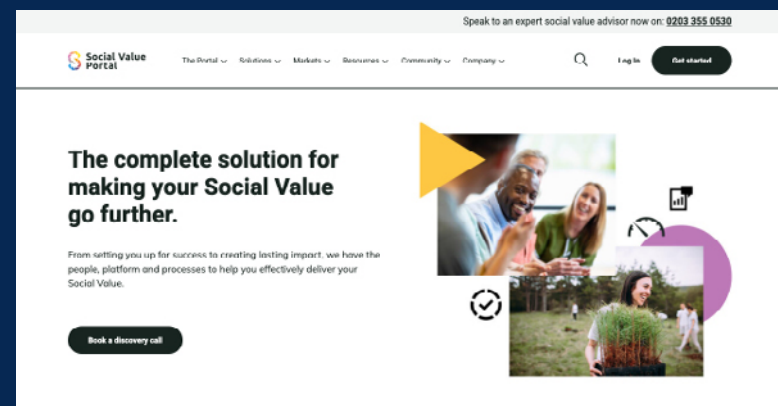 Speak to an expert social value advisor now on: 0203 355 0530
Social Value
Portal
The Portal Solutions Markets Resources Community Company Log In Get started
The complete solution for
making your Social Value
go further.
From setting you up for success to creating lasting impact, we have the
people, platform and processes to help you effectively deliver your
Social Value.
Book a discovery call